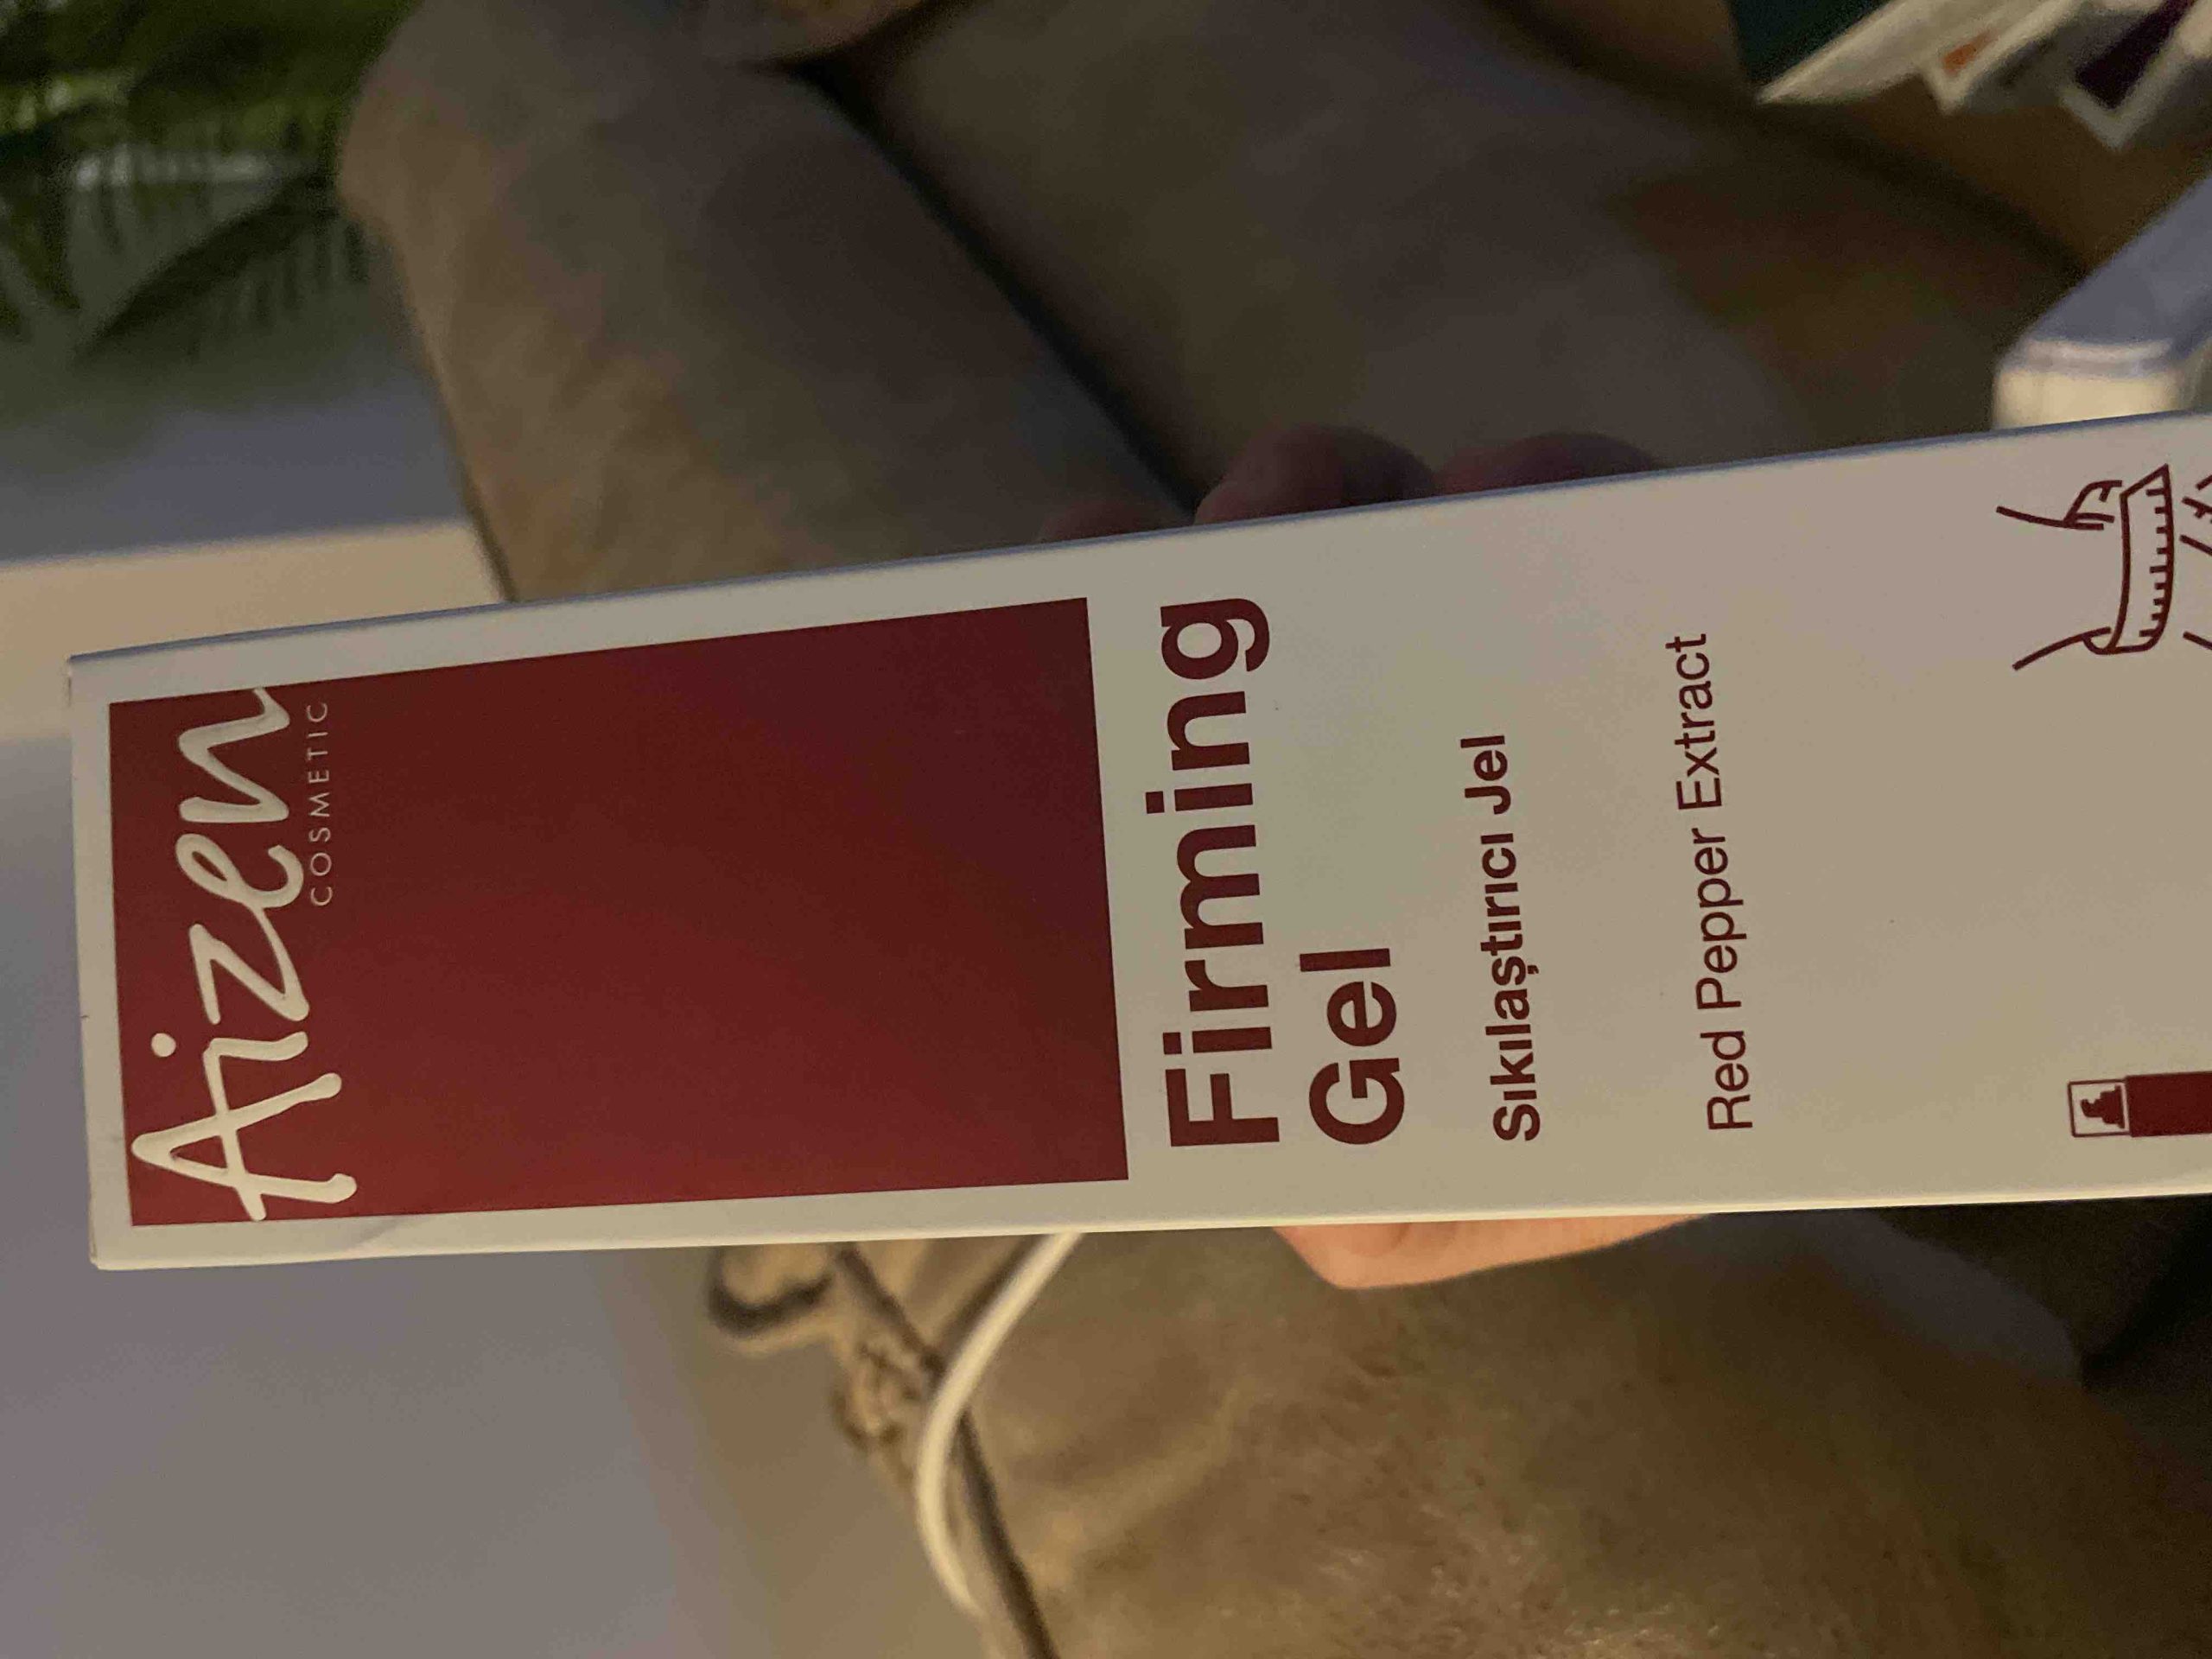 Aizen
COSMETIC
Firming
Gel
Sıkılaştırıcı Jel
Red Pepper Extract